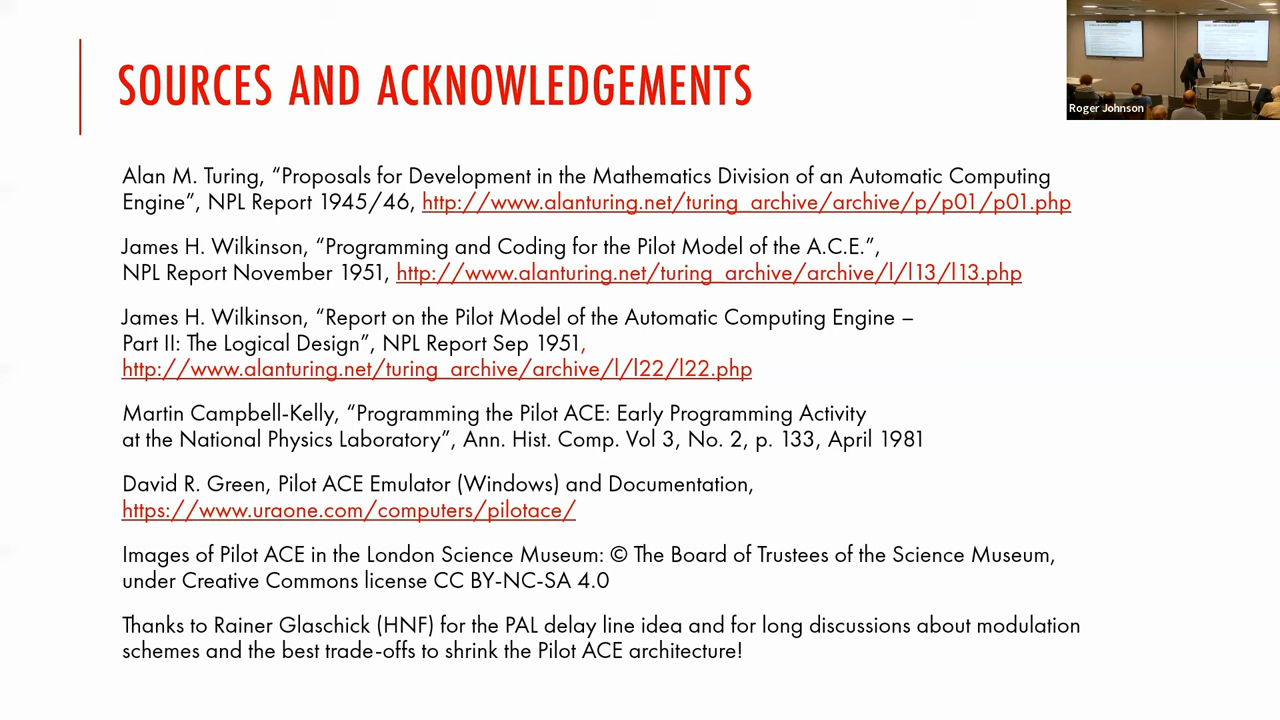 SOURCES AND ACKNOWLEDGEMENTS
Roger Johnson
Alan M. Turing, “Proposals for Development in the Mathematics Division of an Automatic Computing
Engine”, NPL Report 1945/46, http://www.alanturing.net/turing_archive/archive/p/p01/p01.php
James H. Wilkinson, “Programming and Coding for the Pilot Model of the A.C.E.”,
NPL Report November 1951, http://www.alanturing.net/turing_archive/archive/l/l13/l13.php
James H. Wilkinson, “Report on the Pilot Model of the Automatic Computing Engine –
Part II: The Logical Design”, NPL Report Sep 1951,
http://www.alanturing.net/turing_archive/archive/l/l22/l22.php
Martin Campbell-Kelly, “Programming the Pilot ACE: Early Programming Activity
at the National Physics Laboratory”, Ann. Hist. Comp. Vol 3, No. 2, p. 133, April 1981
David R. Green, Pilot ACE Emulator (Windows) and Documentation,
https://www.uraone.com/computers/pilotace/
Images of Pilot ACE in the London Science Museum: © The Board of Trustees of the Science Museum,
under Creative Commons license CC BY-NC-SA 4.0
Thanks to Rainer Glaschick (HNF) for the PAL delay line idea and for long discussions about modulation
schemes and the best trade-offs to shrink the Pilot ACE architecture!